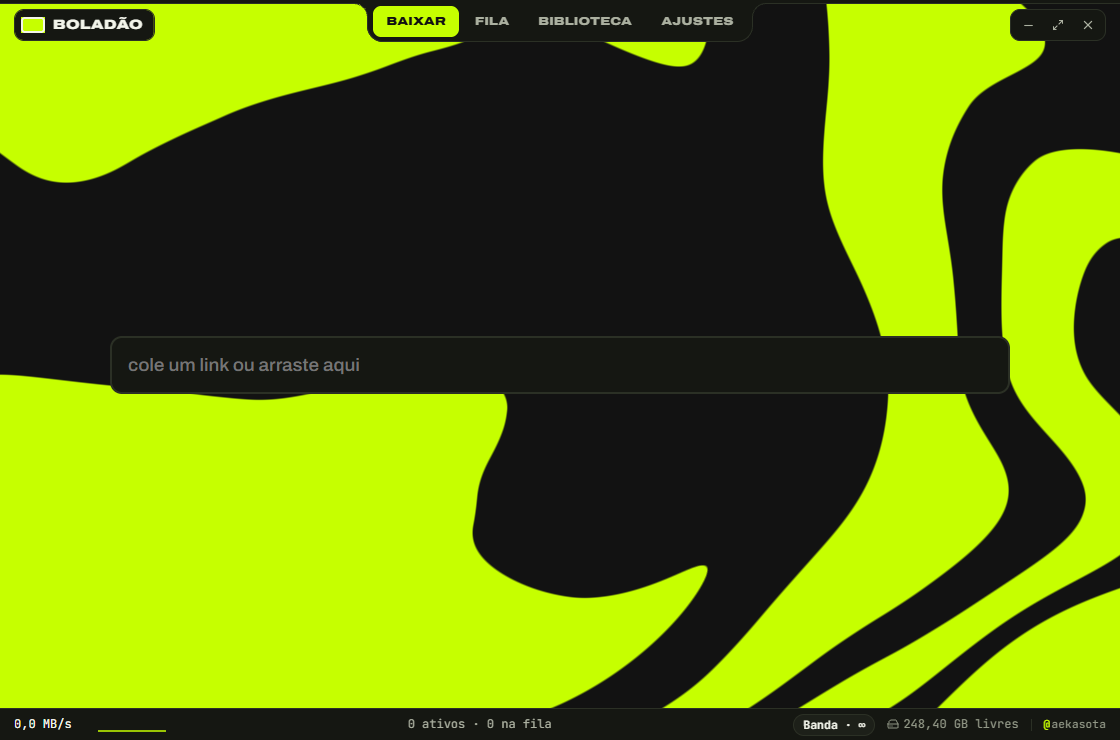 BOLADÃO
BAIXAR FILA BIBLIOTECA AJUSTES
cole um link ou arraste aqui
0,0 MB/s
0 ativos · 0 na fila
Banda · ∞
248,40 GB livres
@aekasota